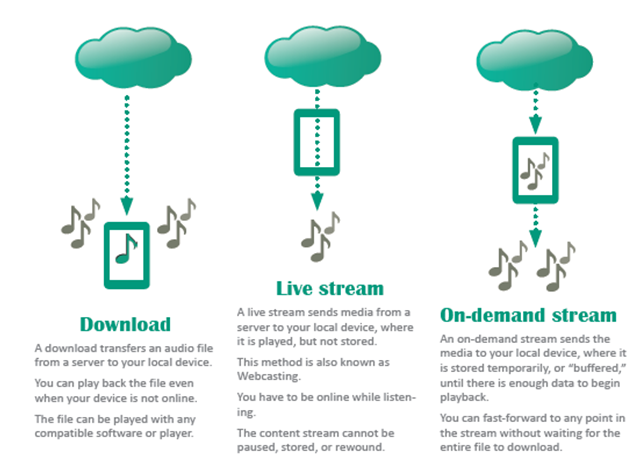 Download
A download transfers an audio file
from a server to your local device.
You can play back the file even
when your device is not online.
The file can be played with any
compatible software or player.
Live stream
A live stream sends media from a
server to your local device, where
it is played, but not stored.
This method is also known as
Webcasting.
You have to be online while listen-
ing.
The content stream cannot be
paused, stored, or rewound.
On-demand stream
An on-demand stream sends the
media to your local device, where it
is stored temporarily, or “buffered,”
until there is enough data to begin
playback.
You can fast-forward to any point in
the stream without waiting for the
entire file to download.